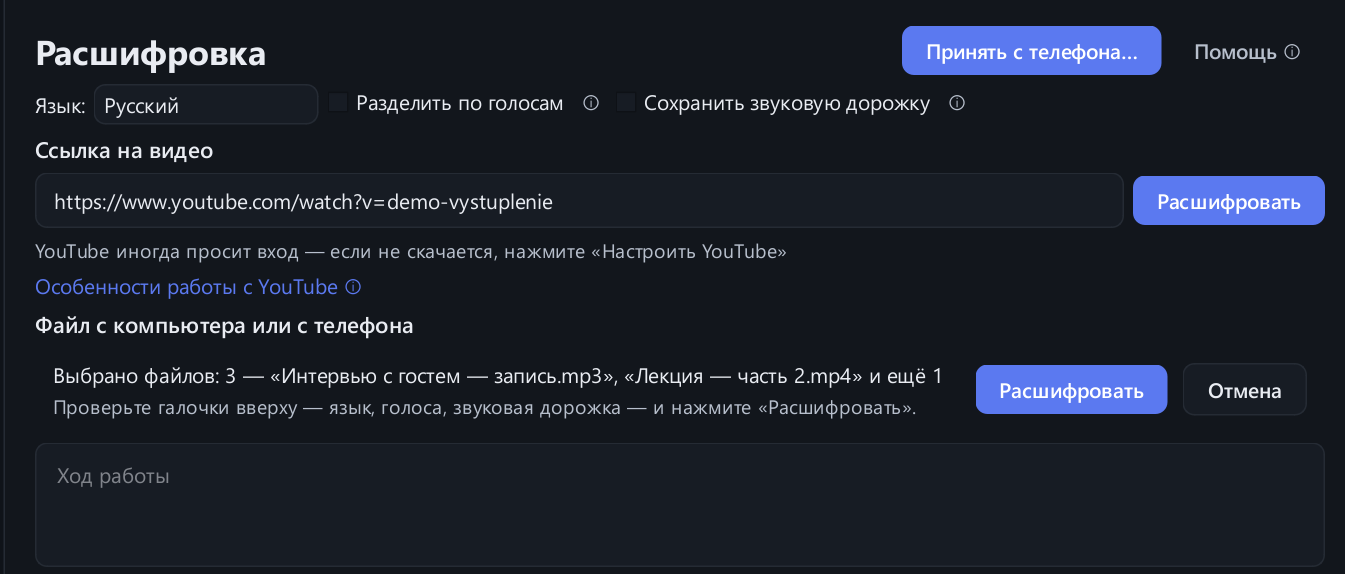 Расшифровка
Принять с телефона...
Помощь
Язык: Русский
Разделить по голосам
Сохранить звуковую дорожку
Ссылка на видео
https://www.youtube.com/watch?v=demo-vystuplenie
Расшифровать
YouTube иногда просит вход — если не скачается, нажмите «Настроить YouTube»
Особенности работы с YouTube
Файл с компьютера или с телефона
Выбрано файлов: 3 — «Интервью с гостем — запись.mp3», «Лекция — часть 2.mp4» и ещё 1
Проверьте галочки вверху — язык, голоса, звуковая дорожка — и нажмите «Расшифровать».
Расшифровать
Отмена
Ход работы